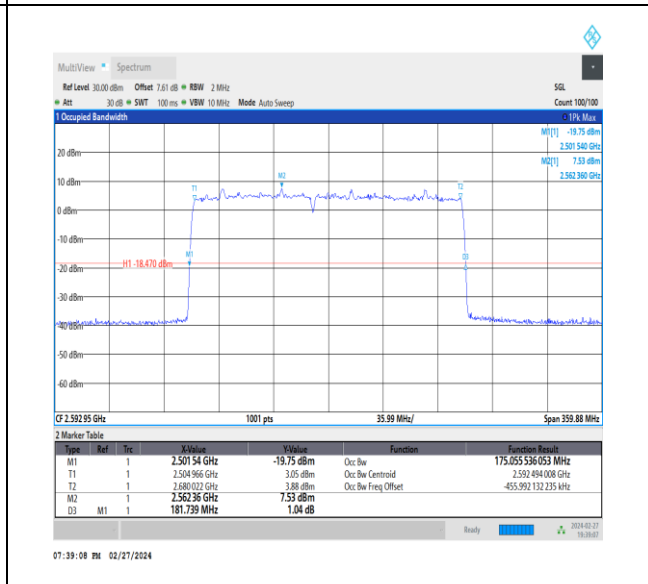 MultiView Spectrum
Ref Level 30.00 dBm Offset 7.61 dB RBW 2 MHz SGL
Att 30 dB SWT 100 ms VBW 10 MHz Mode Auto Sweep Count 100/100
1 Occupied Bandwidth 1Pk Max
M1[1] -19.75 dBm
2.501 540 GHz
M2[1] 7.53 dBm
2.562 360 GHz
20 dBm
10 dBm
T1
M2
T2
0 dBm
-10 dBm
M1
D3
H1 -18.470 dBm
-20 dBm
-30 dBm
-40 dBm
-50 dBm
-60 dBm
CF 2.592 95 GHz 1001 pts 35.99 MHz/ Span 359.88 MHz
2 Marker Table
Type Ref Trc X-Value Y-Value Function Function Result
M1 1 2.501 54 GHz -19.75 dBm Occ Bw 175.055 536 053 MHz
T1 1 2.504 966 GHz 3.05 dBm Occ Bw Centroid 2.592 494 008 GHz
T2 1 2.680 022 GHz 3.88 dBm Occ Bw Freq Offset -455.992 132 235 kHz
M2 1 2.562 36 GHz 7.53 dBm
D3 M1 1 181.739 MHz 1.04 dB
Ready 2024-02-27
19:39:07
07:39:08 PM 02/27/2024